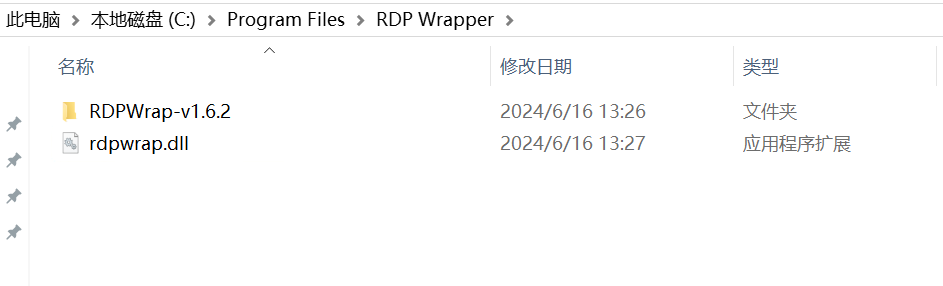 此电脑 > 本地磁盘 (C:) > Program Files > RDP Wrapper >
名称 修改日期 类型
RDPWrap-v1.6.2 2024/6/16 13:26 文件夹
rdpwrap.dll 2024/6/16 13:27 应用程序扩展